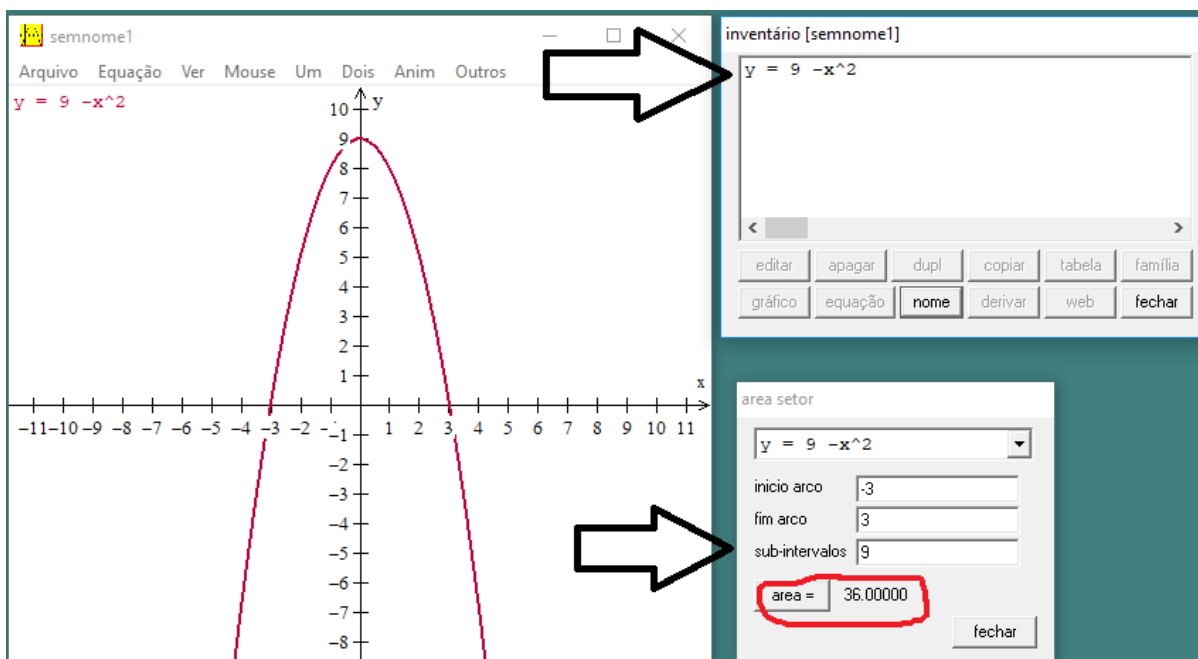 semnome1
Arquivo Equação Ver Mouse Um Dois Anim Outros
y = 9 -x^2
y
10
9
8
7
6
5
4
3
2
1
x
-11 -10 -9 -8 -7 -6 -5 -4 -3 -2 -1 1 2 3 4 5 6 7 8 9 10 11
-2
-3
-4
-5
-6
-7
-8
inventário [semnome1]
y = 9 -x^2
editar apagar dupl copiar tabela família
gráfico equação nome derivar web fechar
area setor
y = 9 -x^2
inicio arco -3
fim arco 3
sub-intervalos 9
area = 36.00000
fechar